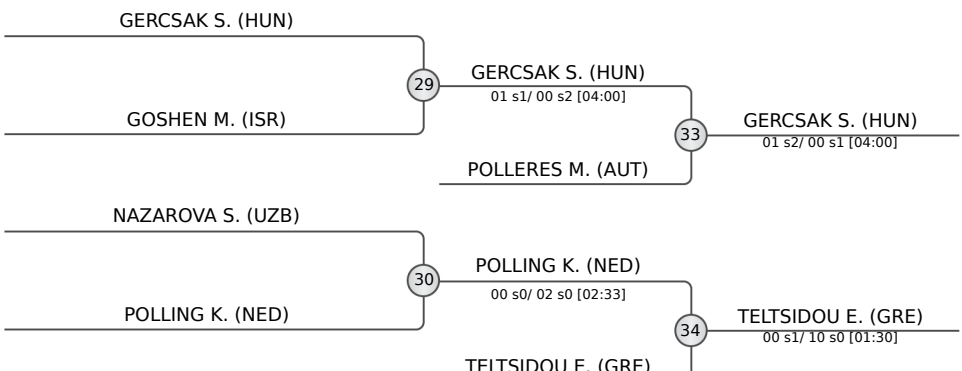 GERCSAK S. (HUN)
29
GERCSAK S. (HUN)
01 s1/ 00 s2 [04:00]
GOSHEN M. (ISR)
33
GERCSAK S. (HUN)
01 s2/ 00 s1 [04:00]
POLLERES M. (AUT)
NAZAROVA S. (UZB)
30
POLLING K. (NED)
00 s0/ 02 s0 [02:33]
POLLING K. (NED)
34
TELTSIDOU E. (GRE)
00 s1/ 10 s0 [01:30]
TELTSIDOU E. (GRE)